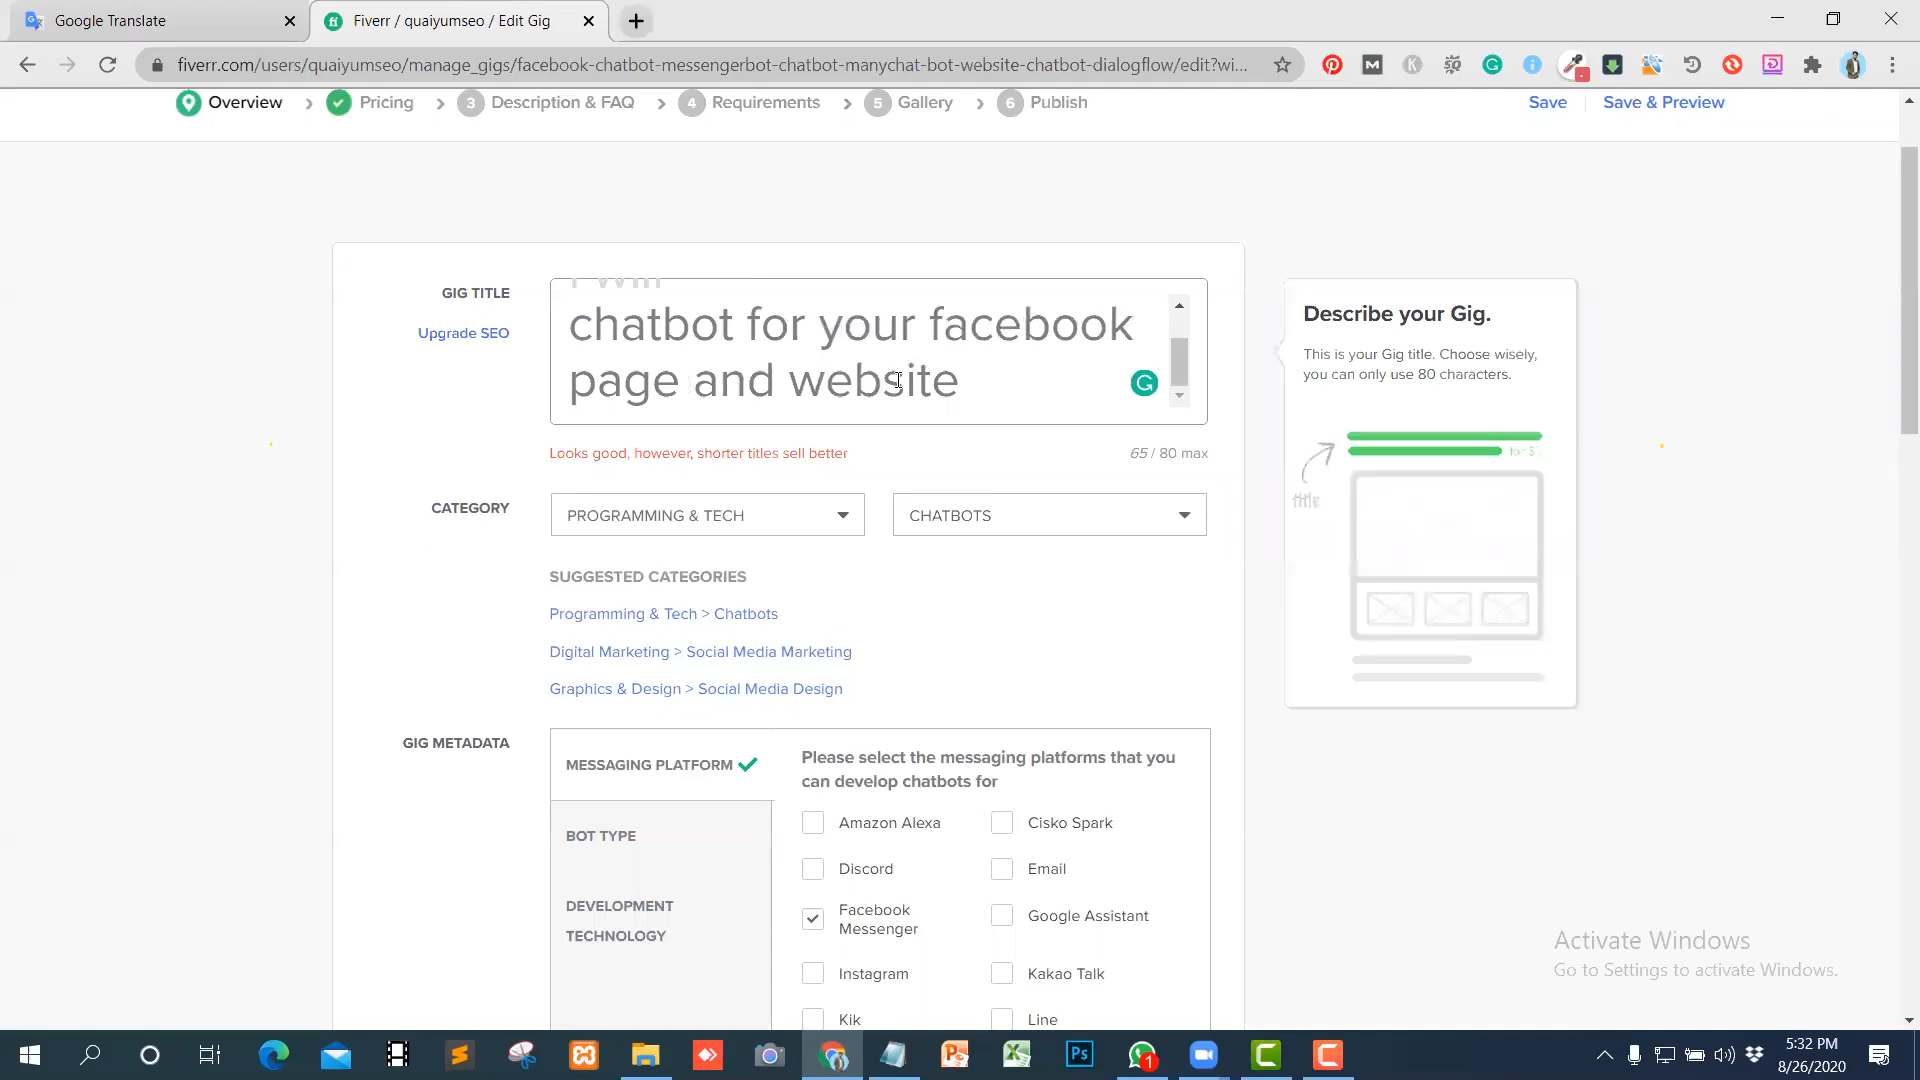 Google Translate
Fiverr / quaiyumseo / Edit Gig
fiverr.com/users/quaiyumseo/manage_gigs/facebook-chatbot-messengerbot-chatbot-manychat-bot-website-chatbot-dialogflow/edit?wi...
Overview
Pricing
3 Description & FAQ
4 Requirements
5 Gallery
6 Publish
Save
Save & Preview
GIG TITLE
Upgrade SEO
chatbot for your facebook
page and website
Looks good, however, shorter titles sell better
65 / 80 max
Describe your Gig.
This is your Gig title. Choose wisely,
you can only use 80 characters.
title
for $
CATEGORY
PROGRAMMING & TECH
CHATBOTS
SUGGESTED CATEGORIES
Programming & Tech > Chatbots
Digital Marketing > Social Media Marketing
Graphics & Design > Social Media Design
GIG METADATA
MESSAGING PLATFORM
BOT TYPE
DEVELOPMENT
TECHNOLOGY
Please select the messaging platforms that you
can develop chatbots for
Amazon Alexa
Cisko Spark
Discord
Email
Facebook
Messenger
Google Assistant
Instagram
Kakao Talk
Kik
Line
Activate Windows
Go to Settings to activate Windows.
5:32 PM
8/26/2020